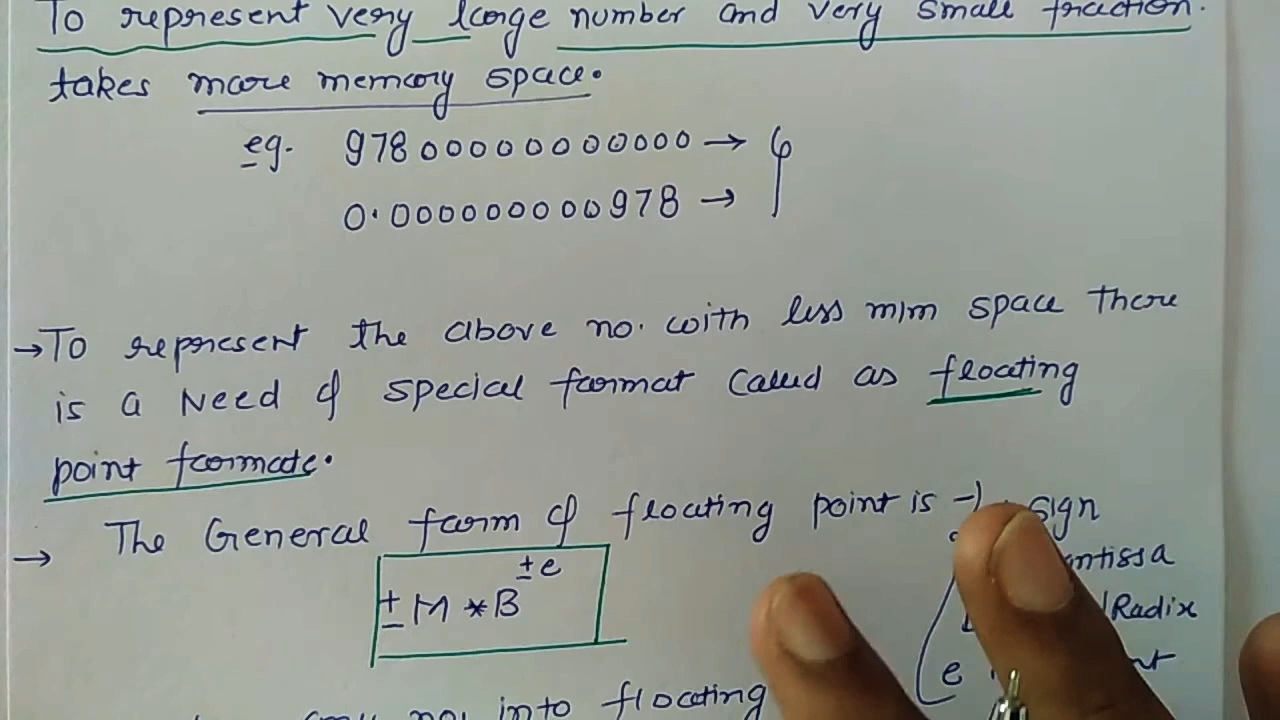 To represent very large number and very small fraction.
takes more memory space.
eg. 978000000000000 →
0.000000000978 →
→ To represent the above no. with less m/m space there
is a Need of special format called as floating
point formate.
→ The General form of floating point is → sign
± M * B ± e
Radix
e
into floating